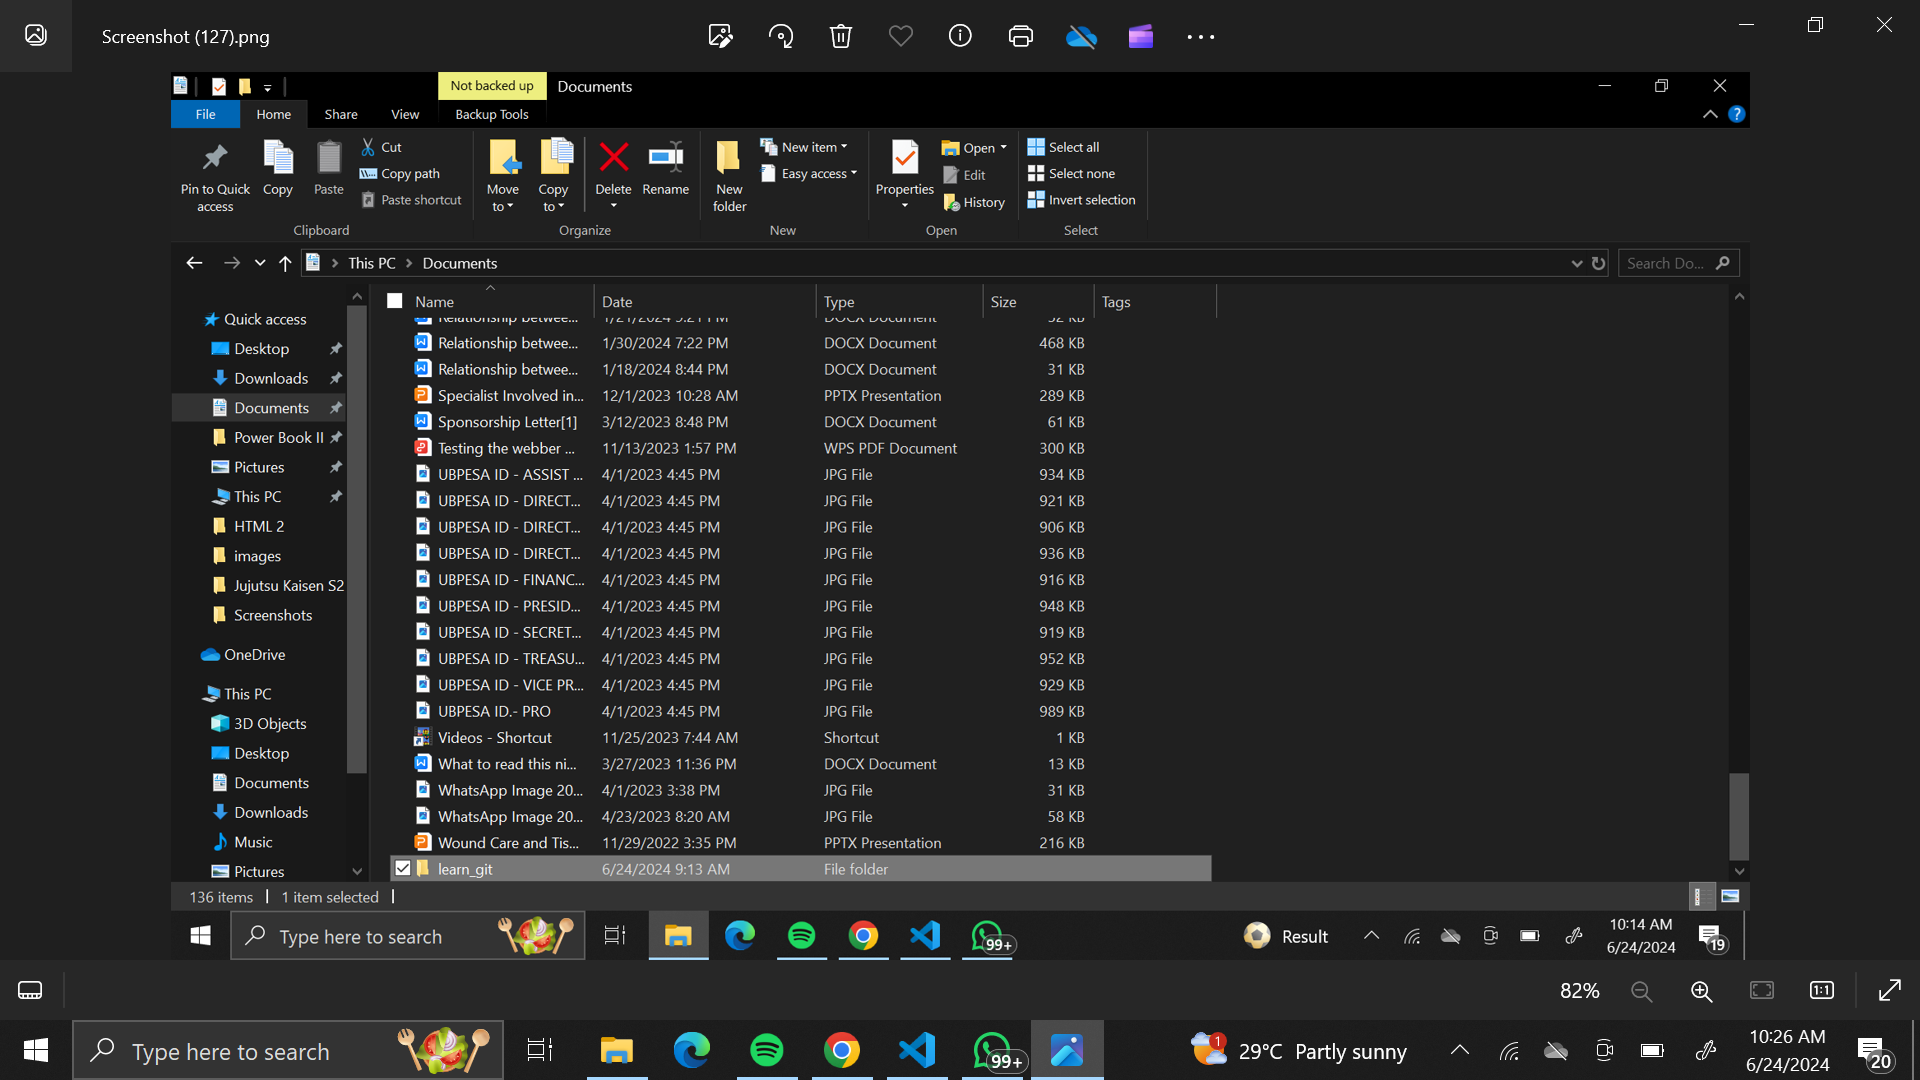 Screenshot (127).png
Not backed up
Documents
File
Home
Share
View
Backup Tools
Pin to Quick access
Copy
Paste
Cut
Copy path
Paste shortcut
Clipboard
Move to
Copy to
Delete
Rename
Organize
New folder
New item
Easy access
New
Properties
Open
Edit
History
Open
Select all
Select none
Invert selection
Select
This PC
Documents
Search Do...
Quick access
Desktop
Downloads
Documents
Power Book II
Pictures
This PC
HTML 2
images
Jujutsu Kaisen S2
Screenshots
OneDrive
This PC
3D Objects
Desktop
Documents
Downloads
Music
Pictures
Name Date Type Size Tags
Relationship betwee... 1/21/2024 9:21 PM DOCX Document 32 KB
Relationship betwee... 1/30/2024 7:22 PM DOCX Document 468 KB
Relationship betwee... 1/18/2024 8:44 PM DOCX Document 31 KB
Specialist Involved in... 12/1/2023 10:28 AM PPTX Presentation 289 KB
Sponsorship Letter[1] 3/12/2023 8:48 PM DOCX Document 61 KB
Testing the webber ... 11/13/2023 1:57 PM WPS PDF Document 300 KB
UBPESA ID - ASSIST ... 4/1/2023 4:45 PM JPG File 934 KB
UBPESA ID - DIRECT... 4/1/2023 4:45 PM JPG File 921 KB
UBPESA ID - DIRECT... 4/1/2023 4:45 PM JPG File 906 KB
UBPESA ID - DIRECT... 4/1/2023 4:45 PM JPG File 936 KB
UBPESA ID - FINANC... 4/1/2023 4:45 PM JPG File 916 KB
UBPESA ID - PRESID... 4/1/2023 4:45 PM JPG File 948 KB
UBPESA ID - SECRET... 4/1/2023 4:45 PM JPG File 919 KB
UBPESA ID - TREASU... 4/1/2023 4:45 PM JPG File 952 KB
UBPESA ID - VICE PR... 4/1/2023 4:45 PM JPG File 929 KB
UBPESA ID.- PRO 4/1/2023 4:45 PM JPG File 989 KB
Videos - Shortcut 11/25/2023 7:44 AM Shortcut 1 KB
What to read this ni... 3/27/2023 11:36 PM DOCX Document 13 KB
WhatsApp Image 20... 4/1/2023 3:38 PM JPG File 31 KB
WhatsApp Image 20... 4/23/2023 8:20 AM JPG File 58 KB
Wound Care and Tis... 11/29/2022 3:35 PM PPTX Presentation 216 KB
learn_git 6/24/2024 9:13 AM File folder
136 items 1 item selected
Type here to search
99+
Result
10:14 AM
6/24/2024
19
82%
1:1
Type here to search
99+
1
29°C Partly sunny
10:26 AM
6/24/2024
20